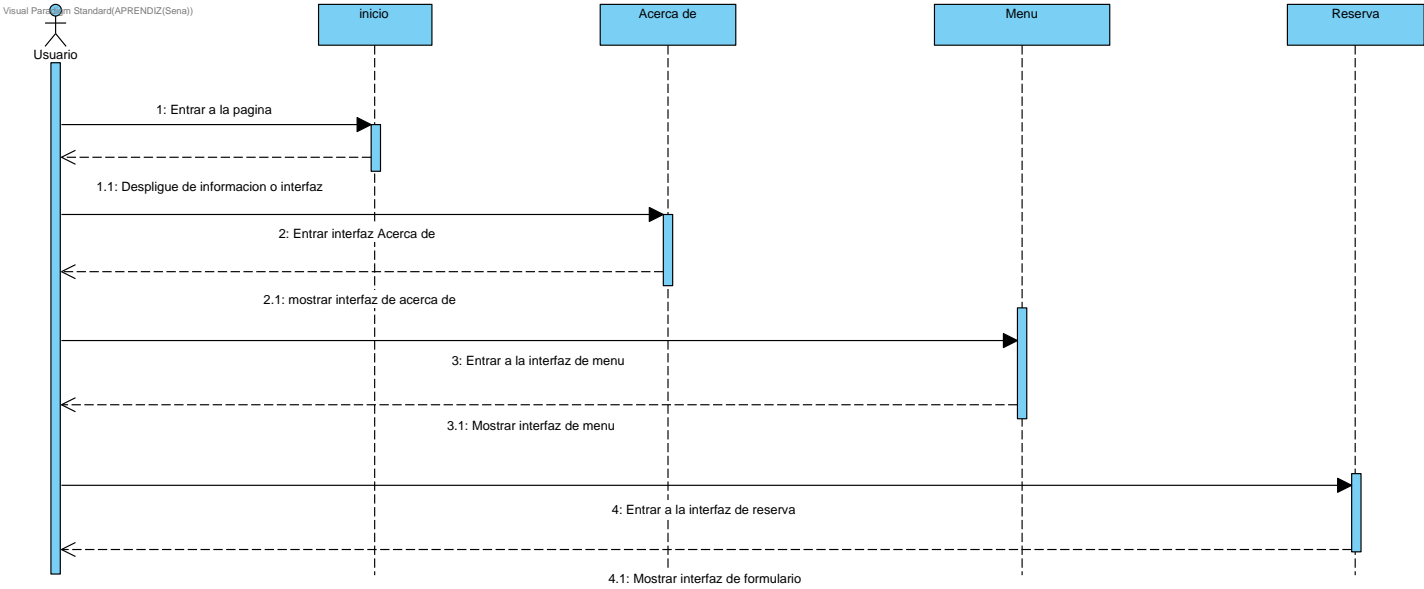 Visual Paradigm Standard(APRENDIZ(Sena))
inicio
Acerca de
Menu
Reserva
Usuario
1: Entrar a la pagina
1.1: Despligue de informacion o interfaz
2: Entrar interfaz Acerca de
2.1: mostrar interfaz de acerca de
3: Entrar a la interfaz de menu
3.1: Mostrar interfaz de menu
4: Entrar a la interfaz de reserva
4.1: Mostrar interfaz de formulario